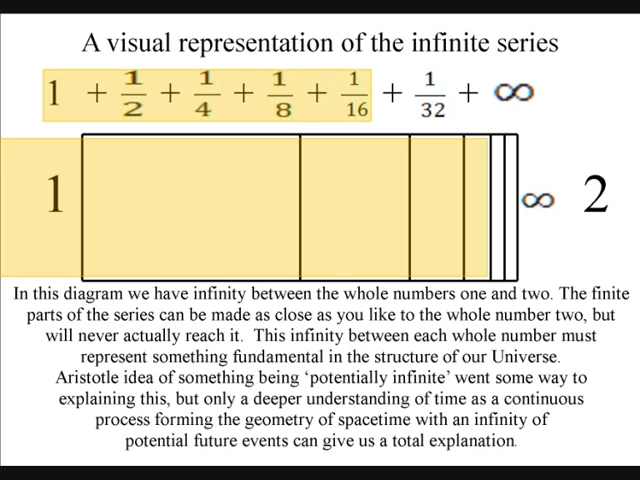 A visual representation of the infinite series
1 + 1/2 + 1/4 + 1/8 + 1/16 + 1/32 + ∞
1 ∞ 2
In this diagram we have infinity between the whole numbers one and two. The finite
parts of the series can be made as close as you like to the whole number two, but
will never actually reach it. This infinity between each whole number must
represent something fundamental in the structure of our Universe.
Aristotle idea of something being ‘potentially infinite’ went some way to
explaining this, but only a deeper understanding of time as a continuous
process forming the geometry of spacetime with an infinity of
potential future events can give us a total explanation.